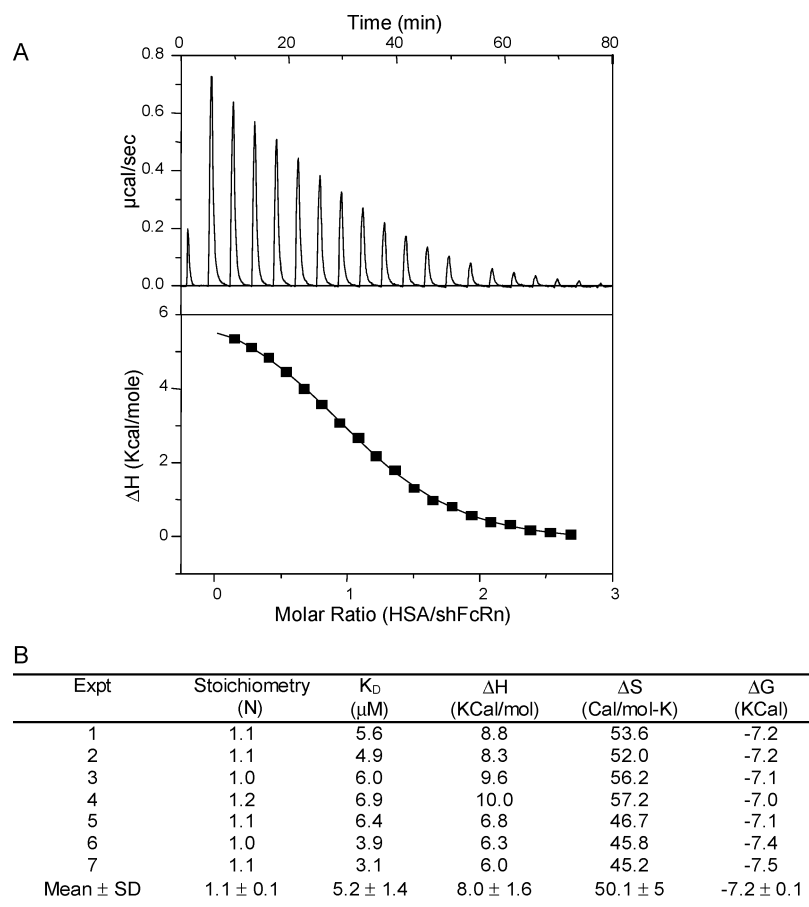 A
Time (min)
0 20 40 60 80
0.8
0.6
0.4
0.2
0.0
µcal/sec
6
4
2
0
ΔH (Kcal/mole)
0 1 2 3
Molar Ratio (HSA/shFcRn)
B
Expt Stoichiometry (N) K_D (µM) ΔH (KCal/mol) ΔS (Cal/mol-K) ΔG (KCal)
1 1.1 5.6 8.8 53.6 -7.2
2 1.1 4.9 8.3 52.0 -7.2
3 1.0 6.0 9.6 56.2 -7.1
4 1.2 6.9 10.0 57.2 -7.0
5 1.1 6.4 6.8 46.7 -7.1
6 1.0 3.9 6.3 45.8 -7.4
7 1.1 3.1 6.0 45.2 -7.5
Mean ± SD 1.1 ± 0.1 5.2 ± 1.4 8.0 ± 1.6 50.1 ± 5 -7.2 ± 0.1